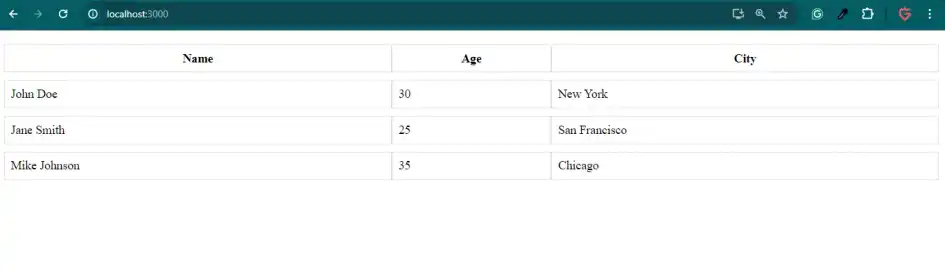 localhost:3000
Name Age City
John Doe 30 New York
Jane Smith 25 San Francisco
Mike Johnson 35 Chicago